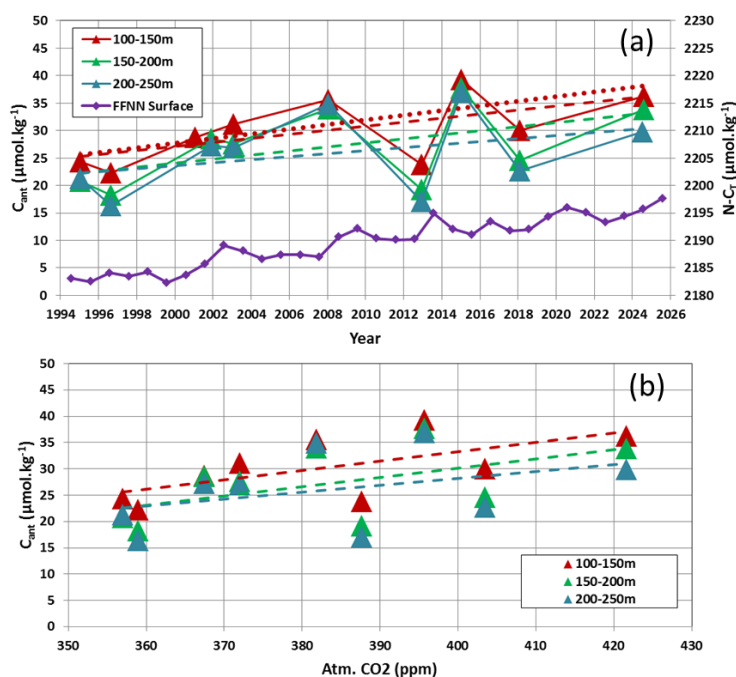 (a)
100-150m
150-200m
200-250m
FFNN Surface
50
45
40
35
30
25
20
15
10
5
0
C_ant (µmol.kg⁻¹)
2230
2225
2220
2215
2210
2205
2200
2195
2190
2185
2180
N-C_T (µmol.kg⁻¹)
1994 1996 1998 2000 2002 2004 2006 2008 2010 2012 2014 2016 2018 2020 2022 2024 2026
Year
(b)
50
45
40
35
30
25
20
15
10
5
0
C_ant (µmol.kg⁻¹)
100-150m
150-200m
200-250m
350 360 370 380 390 400 410 420 430
Atm. CO2 (ppm)